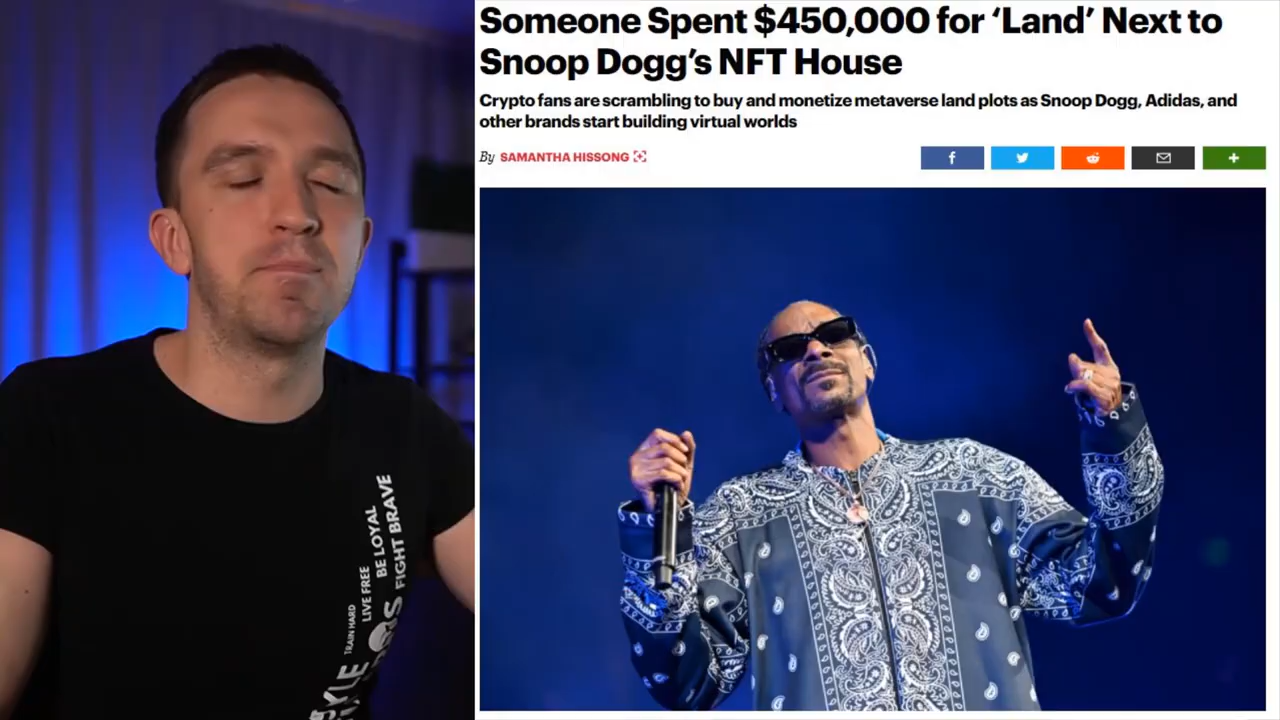 Someone Spent $450,000 for ‘Land’ Next to
Snoop Dogg’s NFT House
Crypto fans are scrambling to buy and monetize metaverse land plots as Snoop Dogg, Adidas, and
other brands start building virtual worlds
By SAMANTHA HISSONG
TRAIN HARD
LIVE FREE
BE LOYAL
FIGHT BRAVE